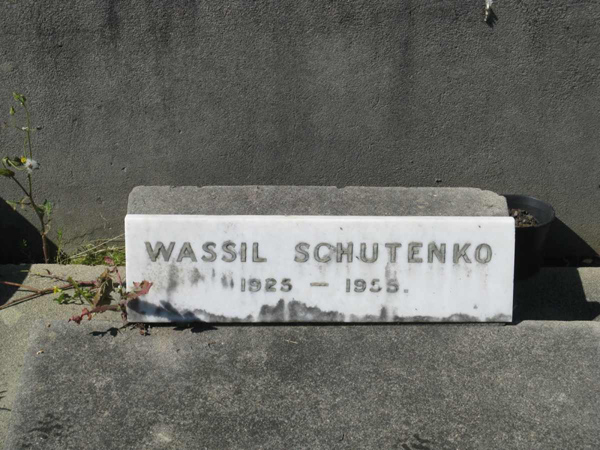 WASSIL SCHUTENKO
1925 — 1955.